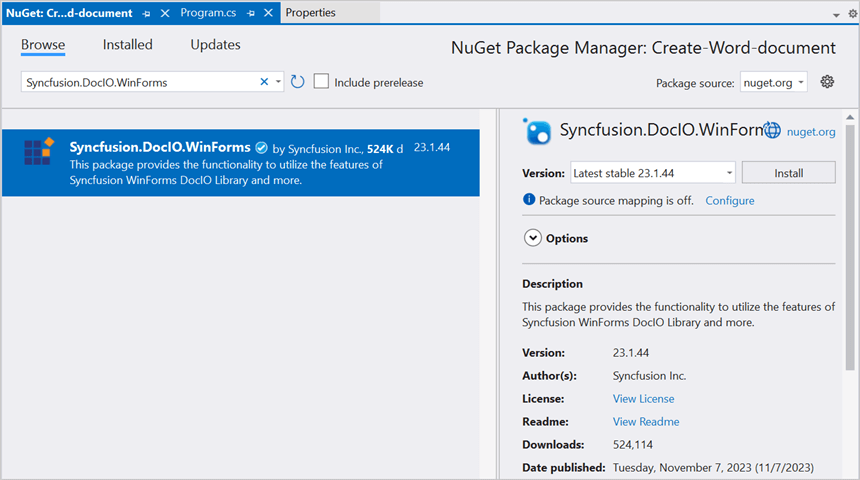 NuGet: Cr...d-document
Program.cs
Properties
Browse
Installed
Updates
NuGet Package Manager: Create-Word-document
Syncfusion.DocIO.WinForms
Include prerelease
Package source: nuget.org
Syncfusion.DocIO.WinForms by Syncfusion Inc., 524K d 23.1.44
This package provides the functionality to utilize the features of
Syncfusion WinForms DocIO Library and more.
Syncfusion.DocIO.WinForm
nuget.org
Version: Latest stable 23.1.44
Install
Package source mapping is off. Configure
Options
Description
This package provides the functionality to utilize the features of
Syncfusion WinForms DocIO Library and more.
Version: 23.1.44
Author(s): Syncfusion Inc.
License: View License
Readme: View Readme
Downloads: 524,114
Date published: Tuesday, November 7, 2023 (11/7/2023)